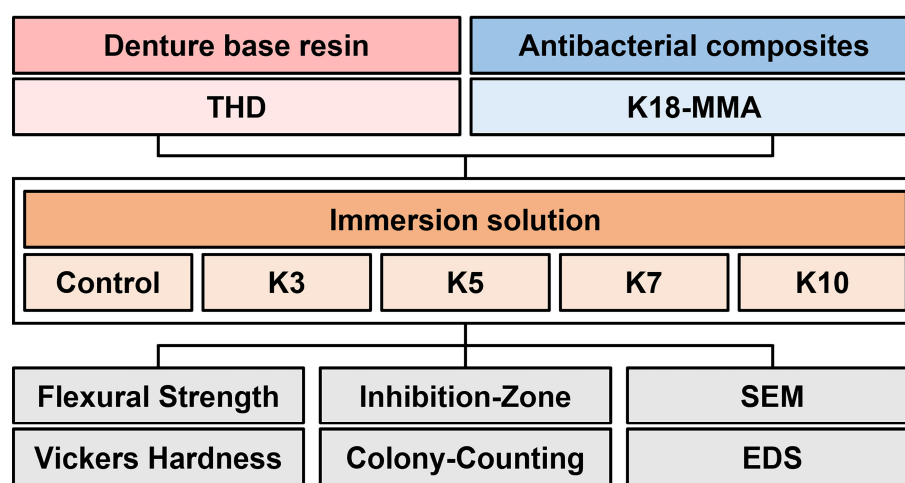 Denture base resin
Antibacterial composites
THD
K18-MMA
Immersion solution
Control
K3
K5
K7
K10
Flexural Strength
Inhibition-Zone
SEM
Vickers Hardness
Colony-Counting
EDS